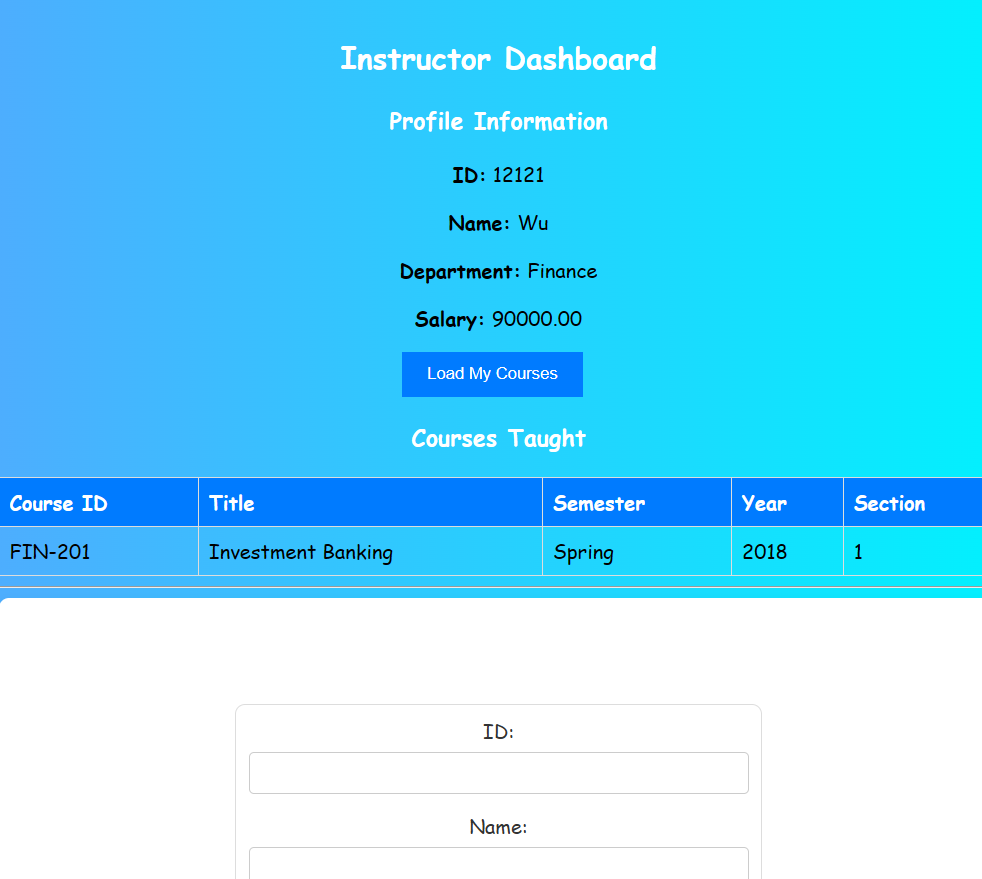 Instructor Dashboard
Profile Information
ID: 12121
Name: Wu
Department: Finance
Salary: 90000.00
Load My Courses
Courses Taught
Course ID Title Semester Year Section
FIN-201 Investment Banking Spring 2018 1
ID:
Name: